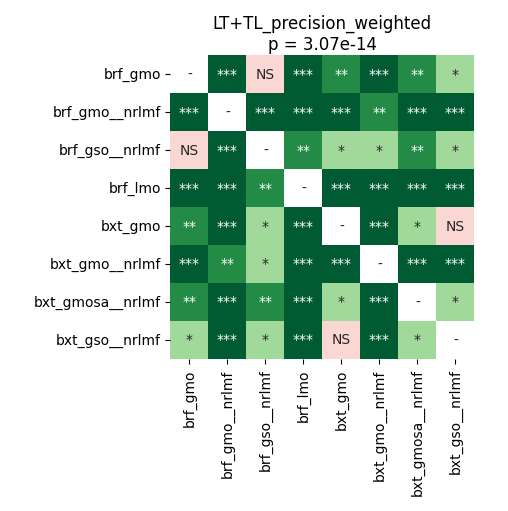 LT+TL_precision_weighted
p = 3.07e-14
brf_gmo - *** NS *** ** *** ** *
brf_gmo__nrlmf *** - *** *** *** ** *** ***
brf_gso__nrlmf NS *** - ** * * ** *
brf_lmo *** *** ** - *** *** *** ***
bxt_gmo ** *** * *** - *** * NS
bxt_gmo__nrlmf *** ** * *** *** - *** ***
bxt_gmosa__nrlmf ** *** ** *** * *** - *
bxt_gso__nrlmf * *** * *** NS *** * -
brf_gmo
brf_gmo__nrlmf
brf_gso__nrlmf
brf_lmo
bxt_gmo
bxt_gmo__nrlmf
bxt_gmosa__nrlmf
bxt_gso__nrlmf